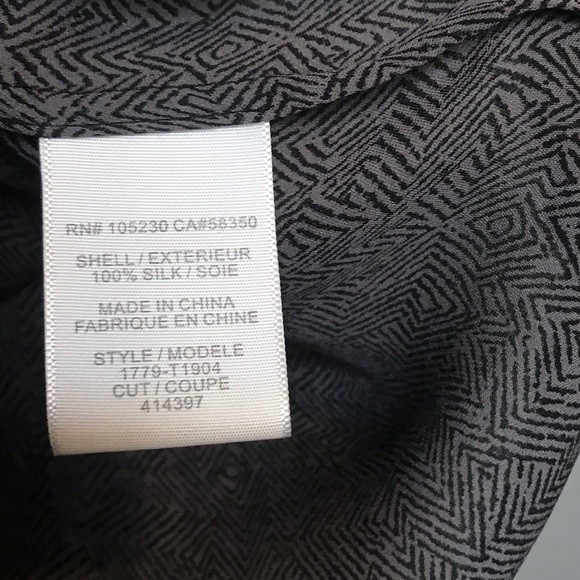 RN# 105230 CA#58350
SHELL / EXTERIEUR
100% SILK / SOIE
MADE IN CHINA
FABRIQUE EN CHINE
STYLE / MODELE
1779-T1904
CUT / COUPE
414397